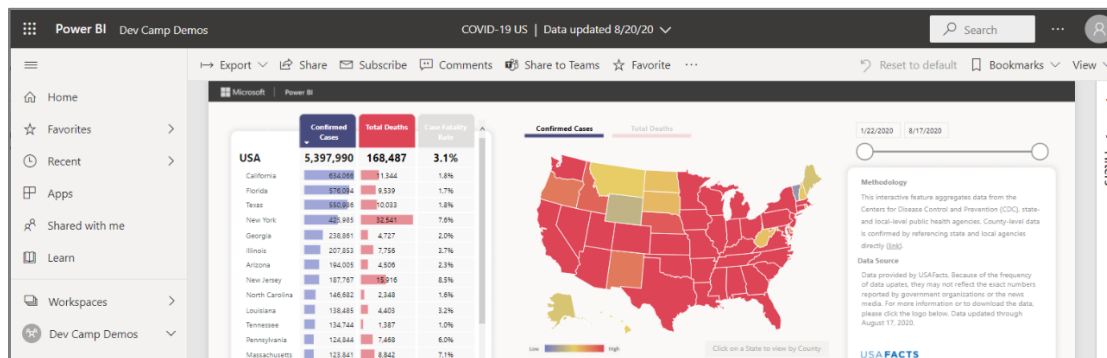 Power BI Dev Camp Demos COVID-19 US | Data updated 8/20/20 Search ...
Export Share Subscribe Comments Share to Teams Favorite ... Reset to default Bookmarks View
Home
Favorites
Recent
Apps
Shared with me
Learn
Workspaces
Dev Camp Demos
Microsoft Power BI
Confirmed Cases Total Deaths Case Fatality Rate
USA 5,397,990 168,487 3.1%
California 634,066 11,344 1.8%
Florida 576,094 9,539 1.7%
Texas 550,986 10,033 1.8%
New York 425,985 32,541 7.6%
Georgia 238,861 4,727 2.0%
Illinois 207,853 7,756 3.7%
Arizona 194,005 4,506 2.3%
New Jersey 187,767 15,916 8.5%
North Carolina 146,682 2,348 1.6%
Louisiana 138,485 4,403 3.2%
Tennessee 134,744 1,387 1.0%
Pennsylvania 124,844 7,468 6.0%
Massachusetts 123,841 8,842 7.1%
Confirmed Cases Total Deaths
Low High
Click on a State to view by County
1/22/2020 8/17/2020
Methodology
This interactive feature aggregates data from the
Centers for Disease Control and Prevention (CDC), state-
and local-level public health agencies. County-level data
is confirmed by referencing state and local agencies
directly (link).
Data Source
Data provided by USAFacts. Because of the frequency
of data upates, they may not reflect the exact numbers
reported by government organizations or the news
media. For more information or to download the data,
please click the logo below. Data updated through
August 17, 2020.
USAFACTS